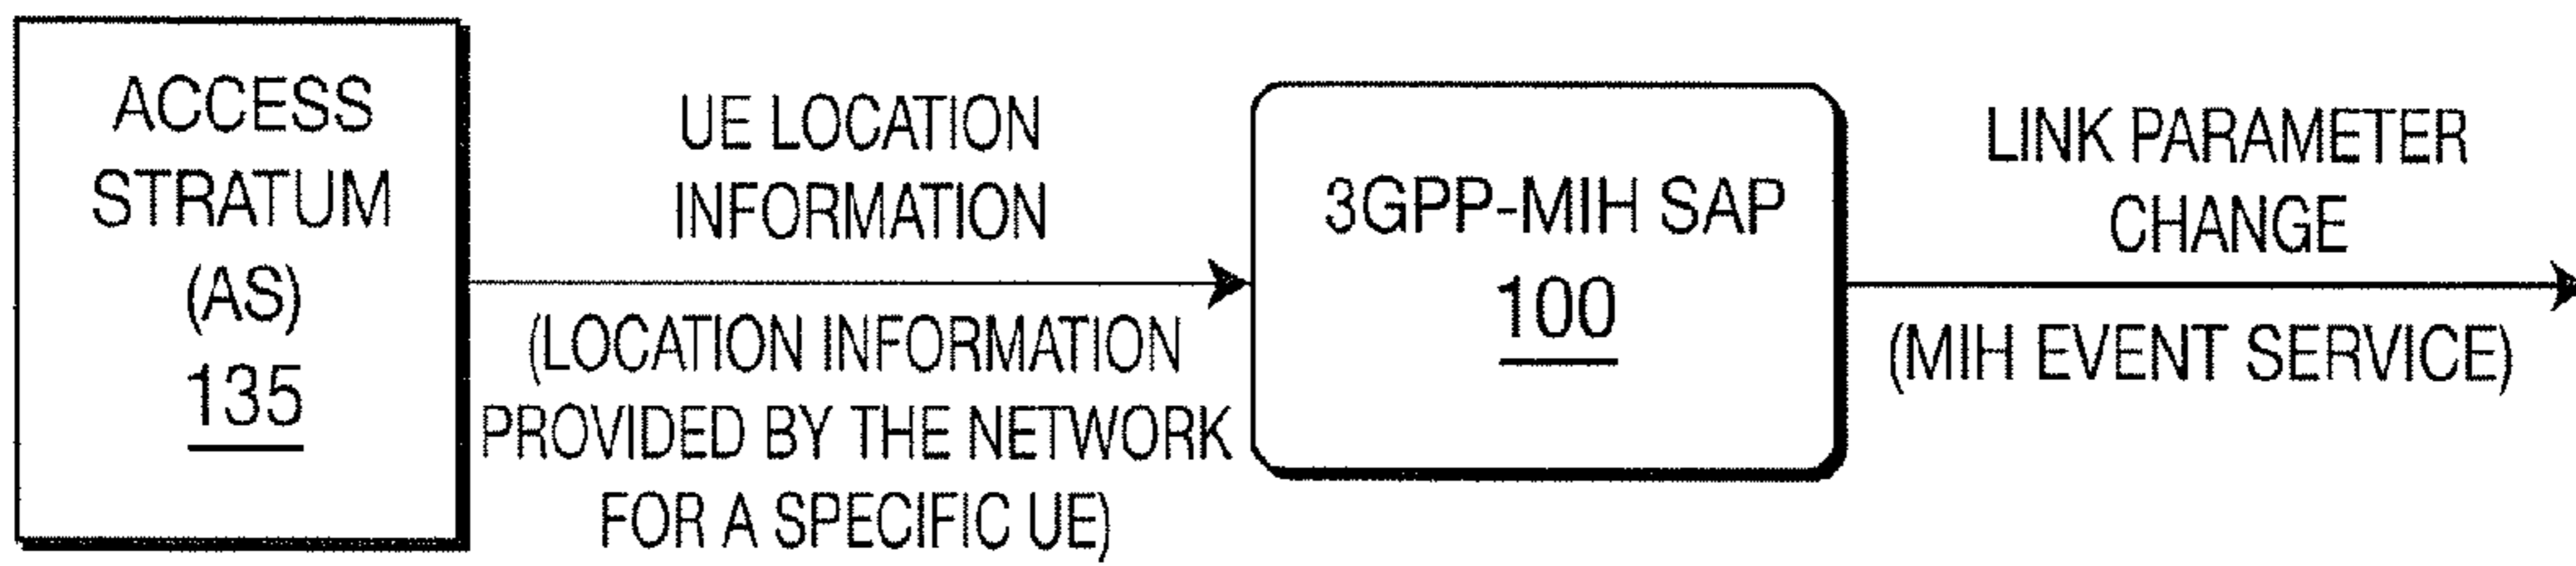 ACCESS
STRATUM
(AS)
135
UE LOCATION
INFORMATION
(LOCATION INFORMATION
PROVIDED BY THE NETWORK
FOR A SPECIFIC UE)
3GPP-MIH SAP
100
LINK PARAMETER
CHANGE
(MIH EVENT SERVICE)